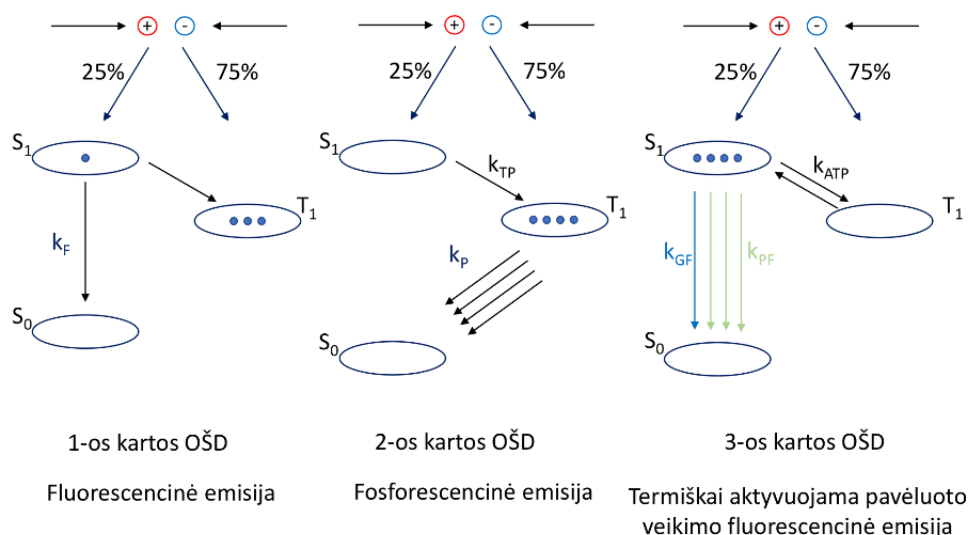 + -
25% 75%
S1
T1
kF
S0
1-os kartos OŠD
Fluorescencinė emisija
+ -
25% 75%
S1
kTP
T1
kP
S0
2-os kartos OŠD
Fosforescencinė emisija
+ -
25% 75%
S1
kATP
T1
kGF kPF
S0
3-os kartos OŠD
Termiškai aktyvuojama pavėluoto
veikimo fluorescencinė emisija